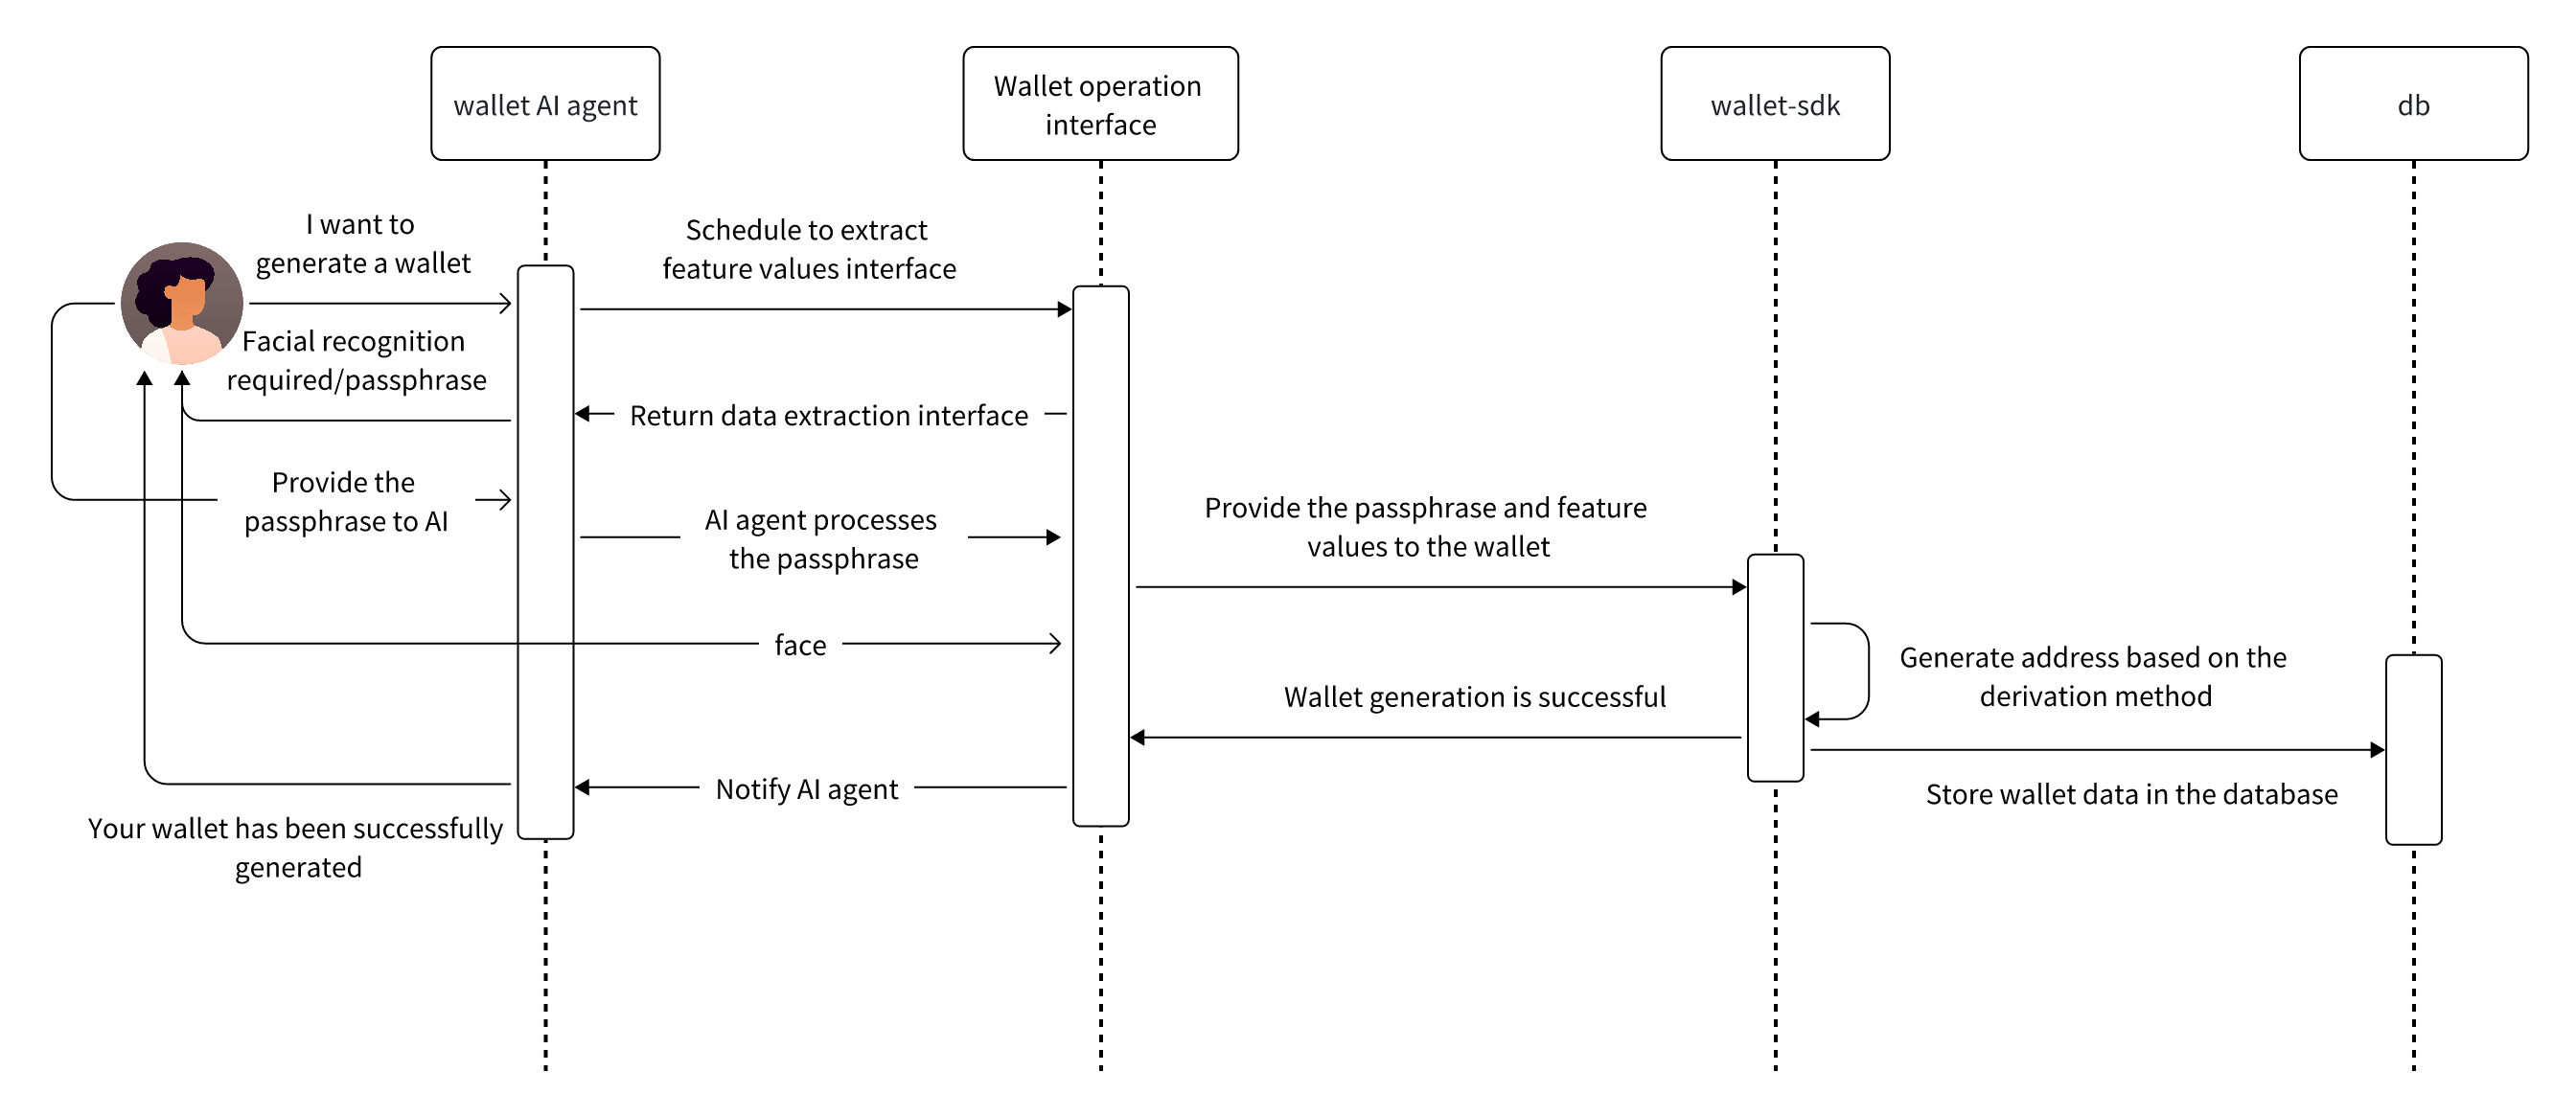 wallet AI agent
Wallet operation
interface
wallet-sdk
db
I want to
generate a wallet
Schedule to extract
feature values interface
Facial recognition
required/passphrase
Return data extraction interface
Provide the
passphrase to AI
AI agent processes
the passphrase
Provide the passphrase and feature
values to the wallet
face
Generate address based on the
derivation method
Wallet generation is successful
Notify AI agent
Store wallet data in the database
Your wallet has been successfully
generated